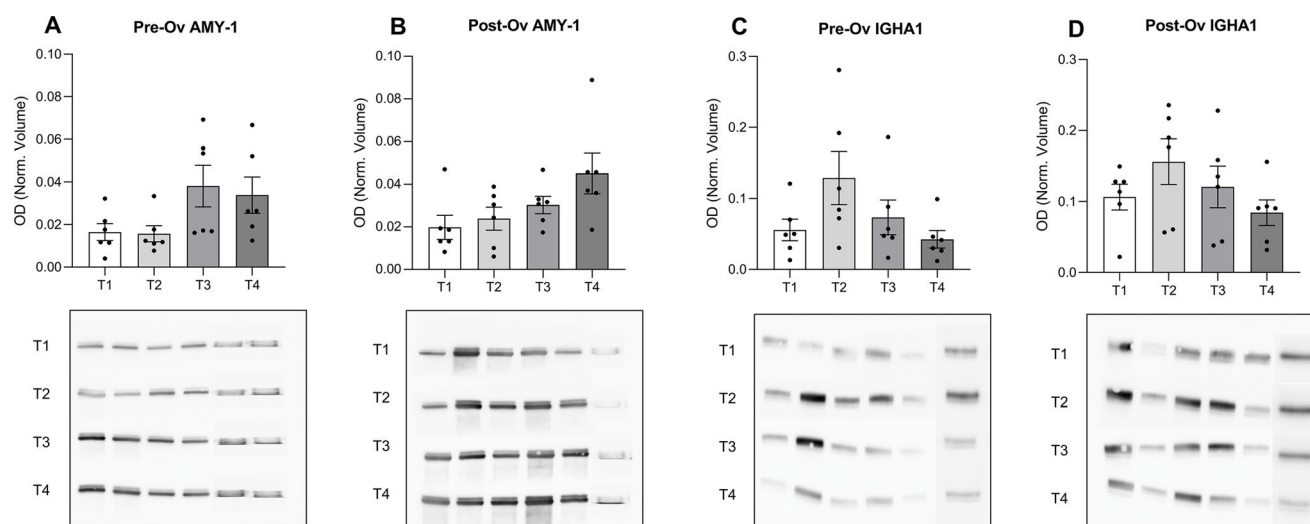 A Pre-Ov AMY-1
OD (Norm. Volume)
0.10
0.08
0.06
0.04
0.02
0.00
T1 T2 T3 T4
T1
T2
T3
T4
B Post-Ov AMY-1
OD (Norm. Volume)
0.10
0.08
0.06
0.04
0.02
0.00
T1 T2 T3 T4
T1
T2
T3
T4
C Pre-Ov IGHA1
OD (Norm. Volume)
0.3
0.2
0.1
0.0
T1 T2 T3 T4
T1
T2
T3
T4
D Post-Ov IGHA1
OD (Norm. Volume)
0.3
0.2
0.1
0.0
T1 T2 T3 T4
T1
T2
T3
T4